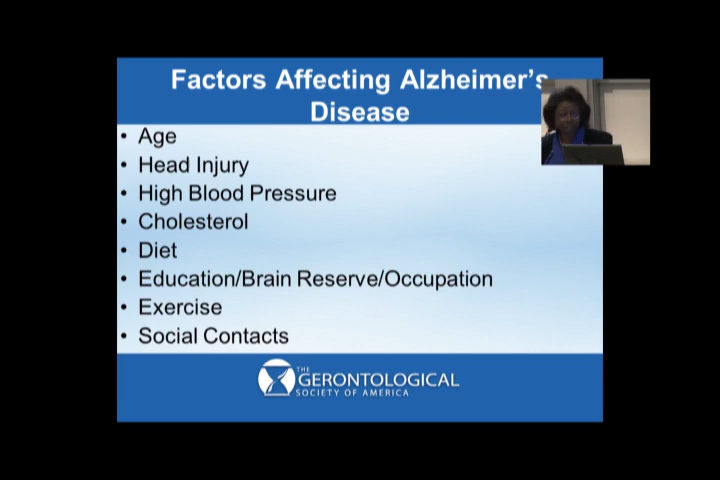 Factors Affecting Alzheimer's
Disease
• Age
• Head Injury
• High Blood Pressure
• Cholesterol
• Diet
• Education/Brain Reserve/Occupation
• Exercise
• Social Contacts
THE
GERONTOLOGICAL
SOCIETY OF AMERICA